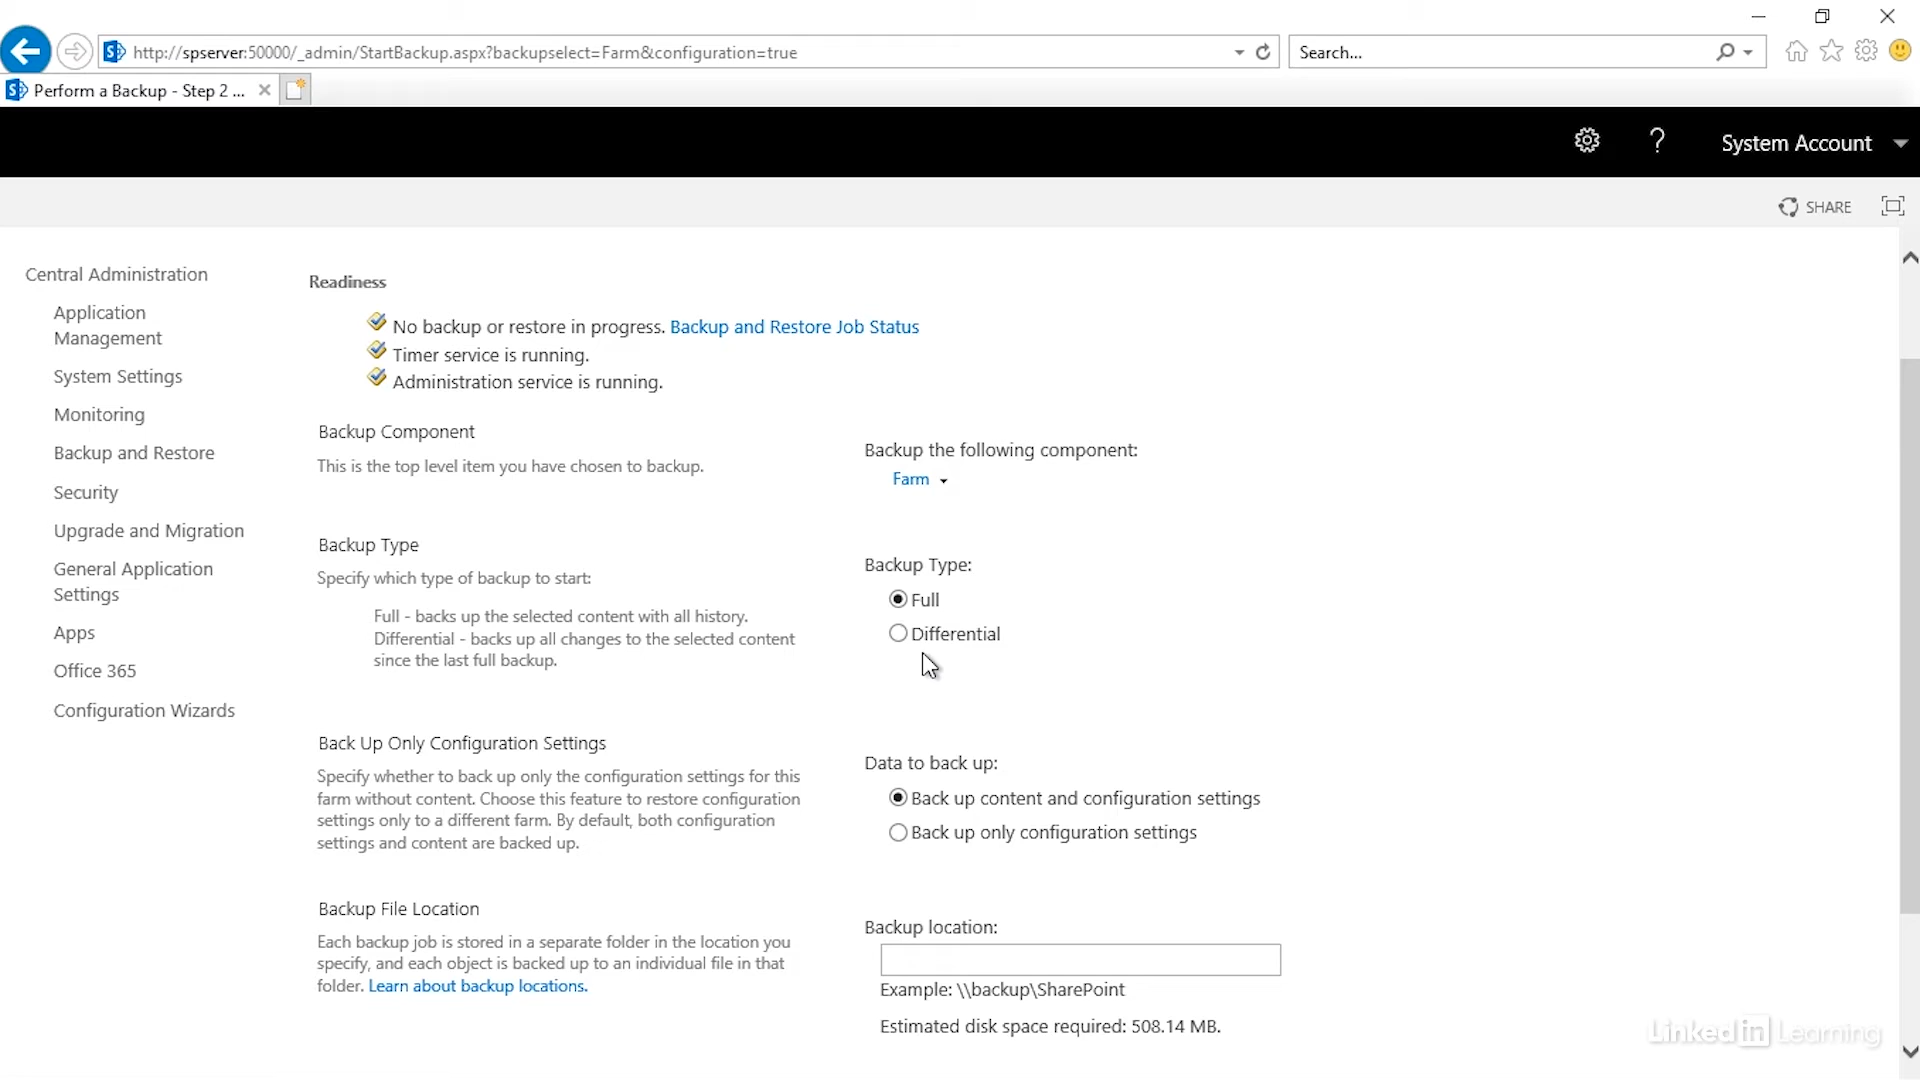 http://spserver:50000/_admin/StartBackup.aspx?backupselect=Farm&configuration=true
Search...
Perform a Backup - Step 2 ...
?
System Account
SHARE
Central Administration
Application
Management
System Settings
Monitoring
Backup and Restore
Security
Upgrade and Migration
General Application
Settings
Apps
Office 365
Configuration Wizards
Readiness
No backup or restore in progress. Backup and Restore Job Status
Timer service is running.
Administration service is running.
Backup Component
This is the top level item you have chosen to backup.
Backup the following component:
Farm
Backup Type
Specify which type of backup to start:
Full - backs up the selected content with all history.
Differential - backs up all changes to the selected content
since the last full backup.
Backup Type:
Full
Differential
Back Up Only Configuration Settings
Specify whether to back up only the configuration settings for this
farm without content. Choose this feature to restore configuration
settings only to a different farm. By default, both configuration
settings and content are backed up.
Data to back up:
Back up content and configuration settings
Back up only configuration settings
Backup File Location
Each backup job is stored in a separate folder in the location you
specify, and each object is backed up to an individual file in that
folder. Learn about backup locations.
Backup location:
Example: \\backup\SharePoint
Estimated disk space required: 508.14 MB.
Linked in Learning